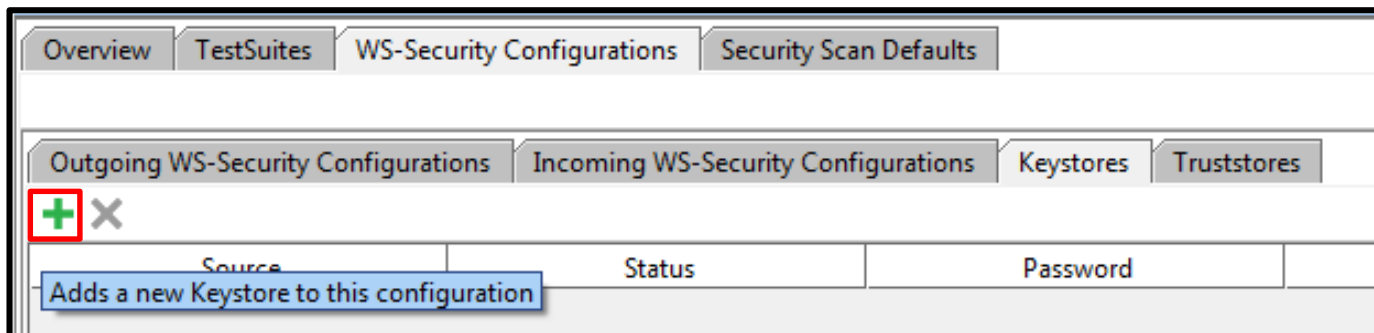 Overview TestSuites WS-Security Configurations Security Scan Defaults
Outgoing WS-Security Configurations Incoming WS-Security Configurations Keystores Truststores
Source Status Password
Adds a new Keystore to this configuration